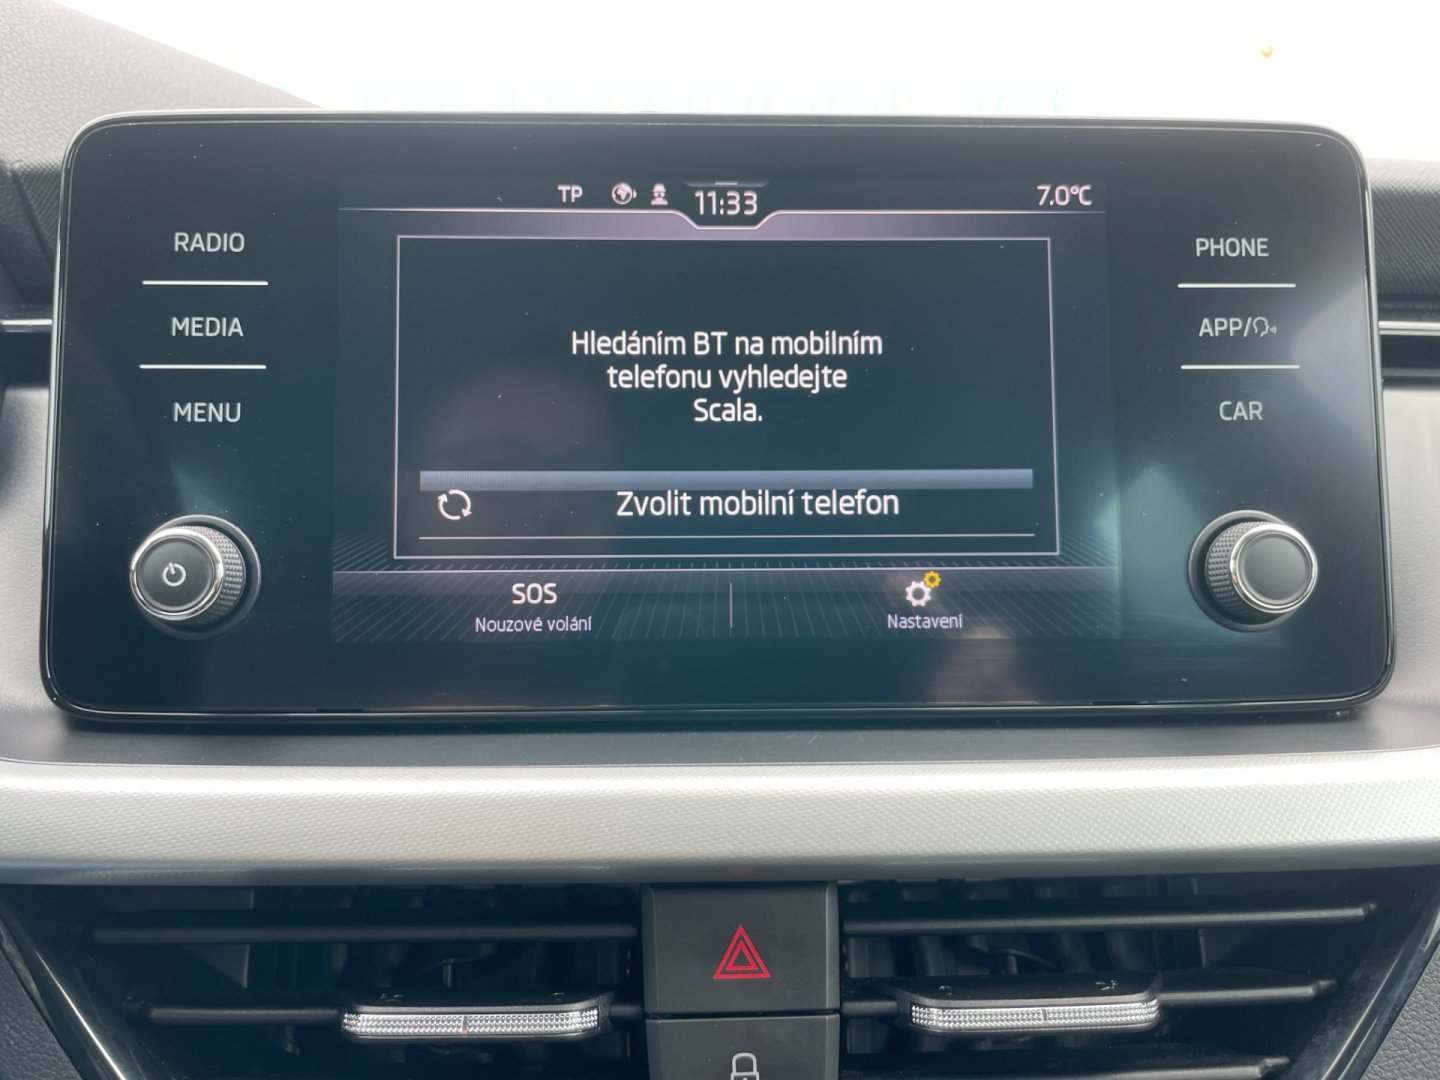 TP 11:33 7.0°C
RADIO
MEDIA
MENU
Hledáním BT na mobilním
telefonu vyhledejte
Scala.
Zvolit mobilní telefon
SOS
Nouzové volání
Nastavení
PHONE
APP/
CAR